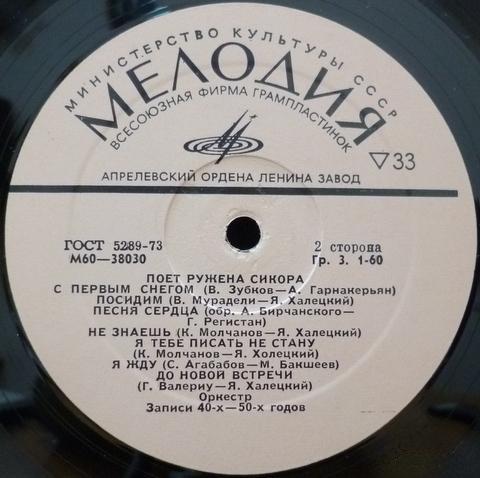 МИНИСТЕРСТВО КУЛЬТУРЫ СССР
МЕЛОДИЯ
ВСЕСОЮЗНАЯ ФИРМА ГРАМПЛАСТИНОК
▽33
АПРЕЛЕВСКИЙ ОРДЕНА ЛЕНИНА ЗАВОД
ГОСТ 5289-73
М60—38030
2 сторона
Гр. 3. 1-60
ПОЕТ РУЖЕНА СИКОРА
С ПЕРВЫМ СНЕГОМ (В. Зубков—А. Гарнакерьян)
ПОСИДИМ (В. Мурадели—Я. Халецкий)
ПЕСНЯ СЕРДЦА (обр. А. Бирчанского—
Г. Регистан)
НЕ ЗНАЕШЬ (К. Молчанов—Я. Халецкий)
Я ТЕБЕ ПИСАТЬ НЕ СТАНУ
(К. Молчанов—Я. Холецкий)
Я ЖДУ (С. Агабабов—М. Бакшеев)
ДО НОВОЙ ВСТРЕЧИ
(Г. Валериу—Я. Халецкий)
Оркестр
Записи 40-х—50-х годов